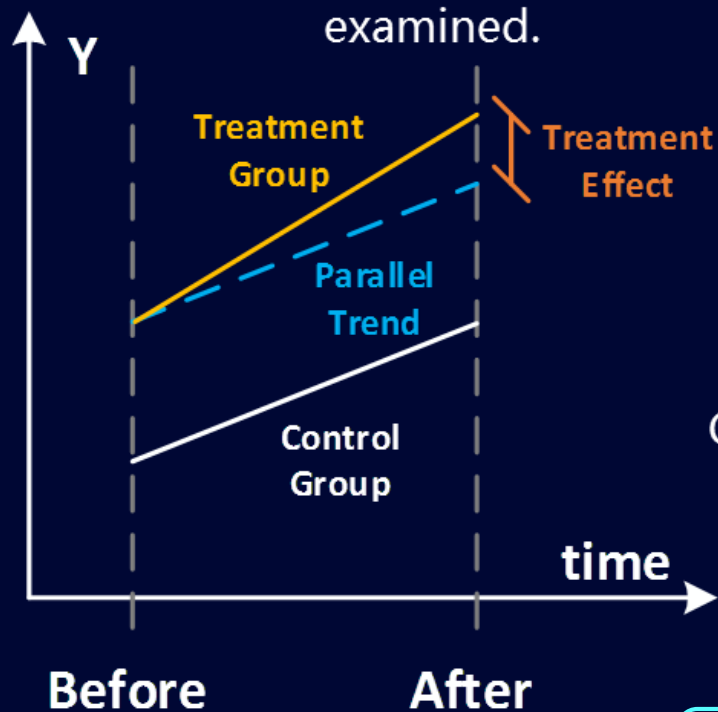 examined.
Y
Treatment
Group
Treatment
Effect
Parallel
Trend
Control
Group
time
Before
After